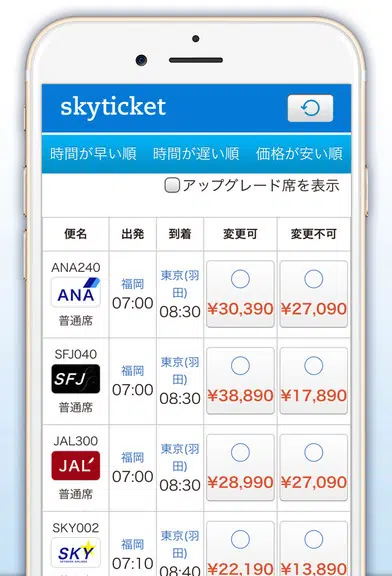 skyticket
時間が早い順 時間が遅い順 価格が安い順
アップグレード席を表示
便名 出発 到着 変更可 変更不可
ANA240
ANA
普通席
福岡
07:00
東京(羽
田)
08:30
¥30,390
¥27,090
SFJ040
SFJ
普通席
福岡
07:00
東京(羽
田)
08:30
¥38,890
¥17,890
JAL300
JAL
普通席
福岡
07:00
東京(羽
田)
08:30
¥28,990
¥27,090
SKY002
SKY
福岡
07:10
東京(羽
田)
08:40
¥22,190
¥13,890